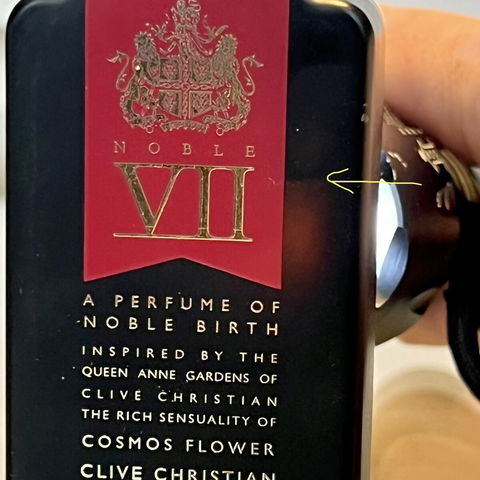 NOBLE
VII
A PERFUME OF
NOBLE BIRTH
INSPIRED BY THE
QUEEN ANNE GARDENS OF
CLIVE CHRISTIAN
THE RICH SENSUALITY OF
COSMOS FLOWER
CLIVE CHRISTIAN